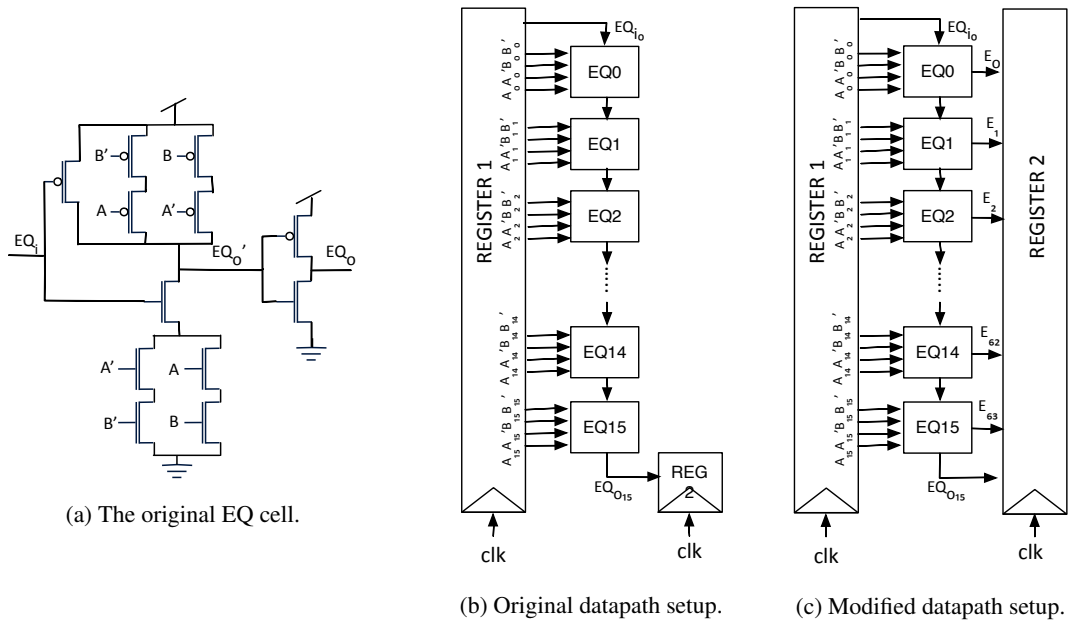 B'
B
A
A'
EQi
EQO'
EQO
A'
A
B'
B
(a) The original EQ cell.
REGISTER 1
EQi0
A0 A0' B0 B0'
EQ0
A1 A1' B1 B1'
EQ1
A2 A2' B2 B2'
EQ2
A14 A14' B14 B14'
EQ14
A15 A15' B15 B15'
EQ15
EQO15
REG
2
clk
clk
(b) Original datapath setup.
REGISTER 1
EQi0
A0 A0' B0 B0'
EQ0
E0
A1 A1' B1 B1'
EQ1
E1
A2 A2' B2 B2'
EQ2
E2
A14 A14' B14 B14'
EQ14
E62
A15 A15' B15 B15'
EQ15
E63
EQO15
REGISTER 2
clk
clk
(c) Modified datapath setup.